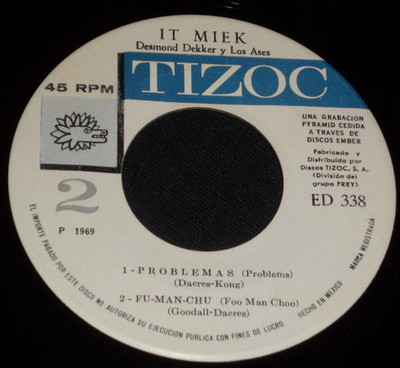 IT MIEK
Desmond Dekker y Los Ases
45 RPM
TIZOC
UNA GRABACION
PYRAMID CEDIDA
A TRAVES DE
DISCOS EMBER
Fabricado y
Distribuido por
Discos TIZOC, S. A.
(División del
grupo FREY)
2
ED 338
P 1969
1 - PROBLEMAS (Problema)
(Dacres-Kong)
2 - FU-MAN-CHU (Foo Man Choo)
(Goodall-Dacres)
EL IMPORTE PAGADO POR ESTE DISCO NO AUTORIZA SU EJECUCION PUBLICA CON FINES DE LUCRO
HECHO EN MEXICO
MARCA REGISTRADA